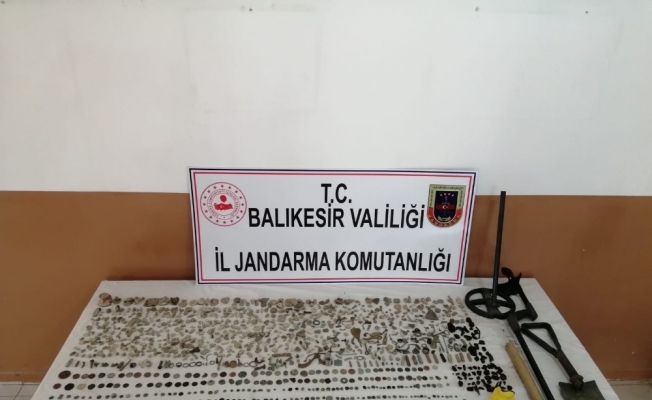 T.C.
BALIKESİR VALİLİĞİ
İL JANDARMA KOMUTANLIĞI